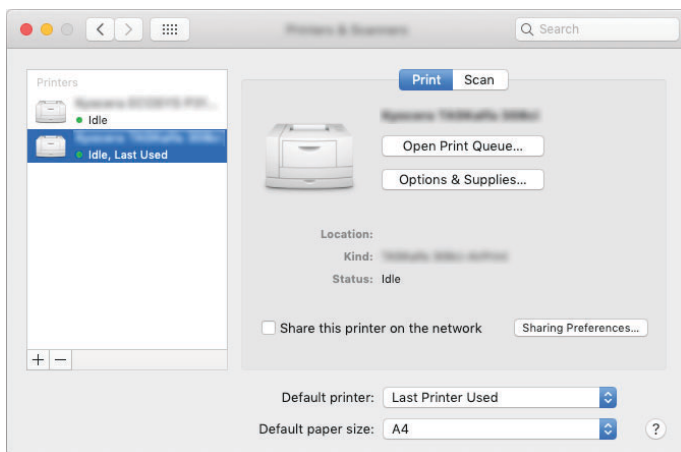 Search
Printers
Idle
Idle, Last Used
Print Scan
Open Print Queue...
Options & Supplies...
Location:
Kind:
Status: Idle
Share this printer on the network
Sharing Preferences...
+ −
Default printer: Last Printer Used
Default paper size: A4
?